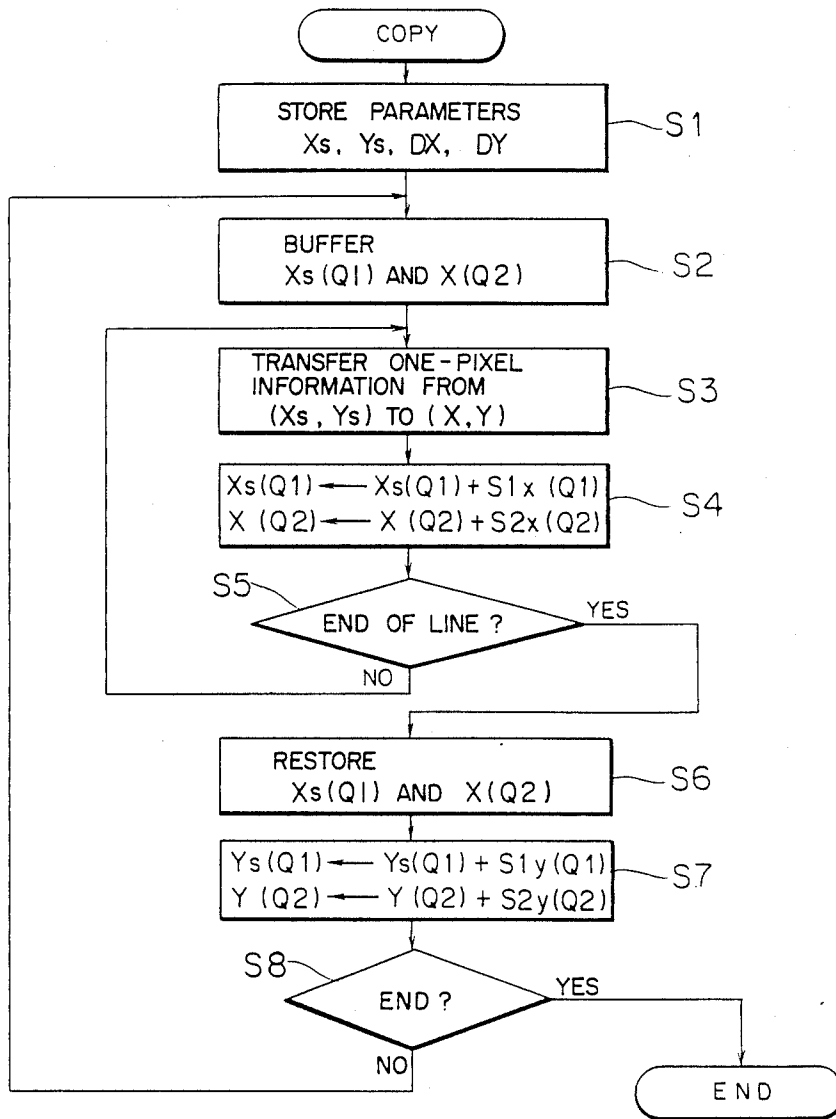 COPY
STORE PARAMETERS
Xs, Ys, DX, DY
S1
BUFFER
Xs(Q1) AND X(Q2)
S2
TRANSFER ONE-PIXEL
INFORMATION FROM
(Xs, Ys) TO (X, Y)
S3
Xs(Q1) ← Xs(Q1) + S1x (Q1)
X (Q2) ← X (Q2) + S2x(Q2)
S4
S5
END OF LINE ?
YES
NO
RESTORE
Xs(Q1) AND X(Q2)
S6
Ys(Q1) ← Ys(Q1) + S1y(Q1)
Y (Q2) ← Y (Q2) + S2y(Q2)
S7
S8
END ?
YES
NO
END